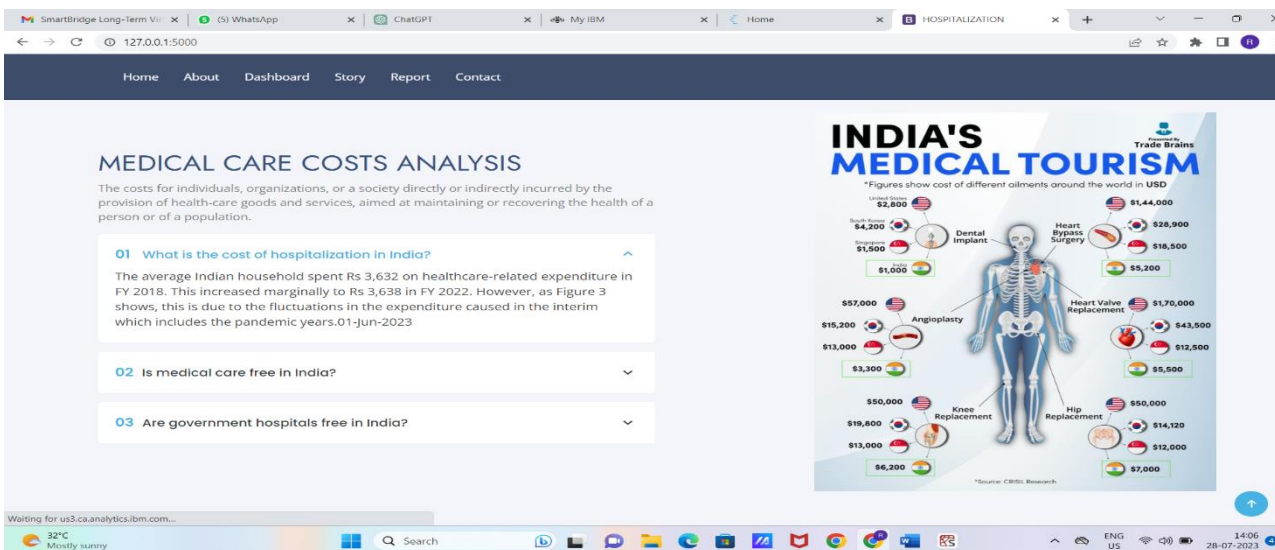 SmartBridge Long-Term Vir
(5) WhatsApp
ChatGPT
My IBM
Home
HOSPITALIZATION
127.0.0.1:5000
R
Home About Dashboard Story Report Contact
MEDICAL CARE COSTS ANALYSIS
The costs for individuals, organizations, or a society directly or indirectly incurred by the
provision of health-care goods and services, aimed at maintaining or recovering the health of a
person or of a population.
01 What is the cost of hospitalization in India?
The average Indian household spent Rs 3,632 on healthcare-related expenditure in
FY 2018. This increased marginally to Rs 3,638 in FY 2022. However, as Figure 3
shows, this is due to the fluctuations in the expenditure caused in the interim
which includes the pandemic years.01-Jun-2023
02 Is medical care free in India?
03 Are government hospitals free in India?
INDIA'S
MEDICAL TOURISM
Presented By
Trade Brains
*Figures show cost of different ailments around the world in USD
United States
$2,800
South Korea
$4,200
Singapore
$1,500
India
$1,000
Dental
Implant
Heart
Bypass
Surgery
$1,44,000
$28,900
$18,500
$5,200
$57,000
$15,200
$13,000
$3,300
Angioplasty
Heart Valve
Replacement
$1,70,000
$43,500
$12,500
$5,500
$50,000
$19,800
$13,000
$6,200
Knee
Replacement
Hip
Replacement
$50,000
$14,120
$12,000
$7,000
*Source: CRISIL Research
Waiting for us3.ca.analytics.ibm.com...
32°C
Mostly sunny
Search
ENG
US
14:06
28-07-2023
4